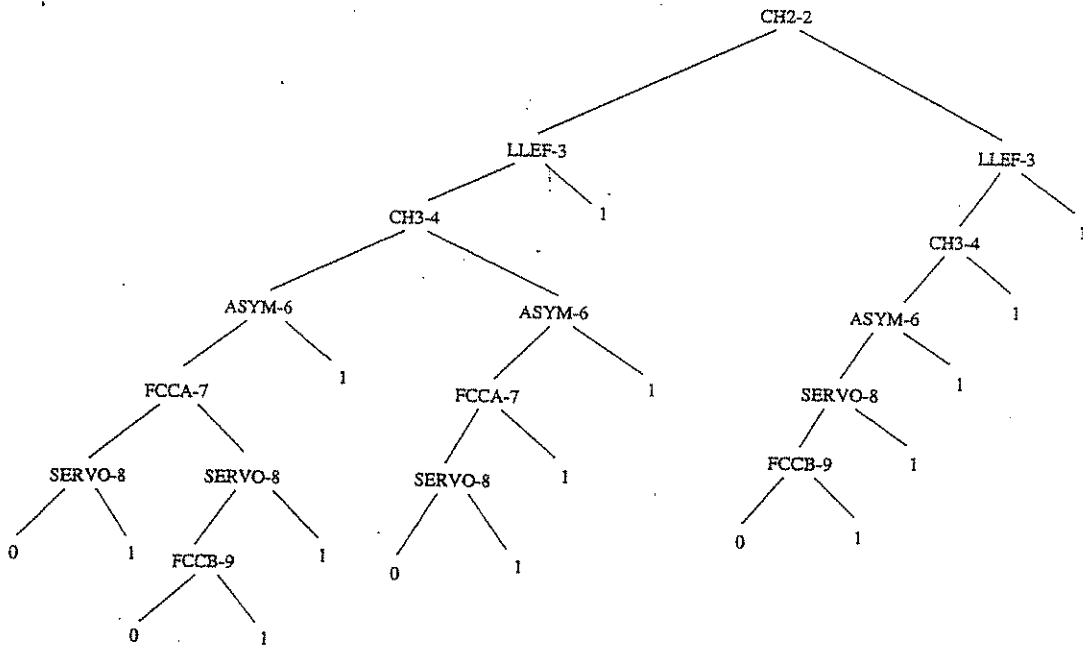 CH2-2
LLEF-3 LLEF-3
CH3-4 1 CH3-4 1
ASYM-6 ASYM-6 ASYM-6 1
FCCA-7 1 FCCA-7 1 SERVO-8 1
SERVO-8 SERVO-8 SERVO-8 1 FCCB-9 1
0 1 FCCB-9 1 0 1 0 1
0 1